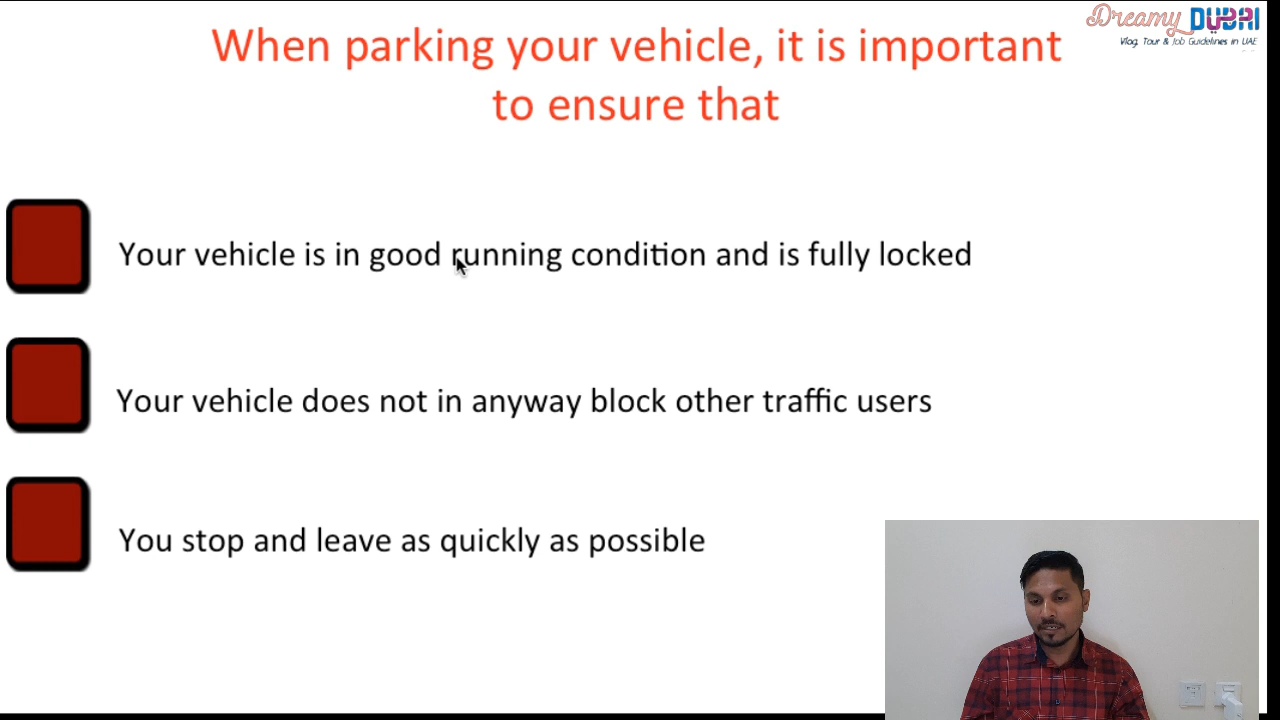 Dreamy DUBAI
Vlog, Tour & Job Guidelines in UAE
When parking your vehicle, it is important
to ensure that
Your vehicle is in good running condition and is fully locked
Your vehicle does not in anyway block other traffic users
You stop and leave as quickly as possible